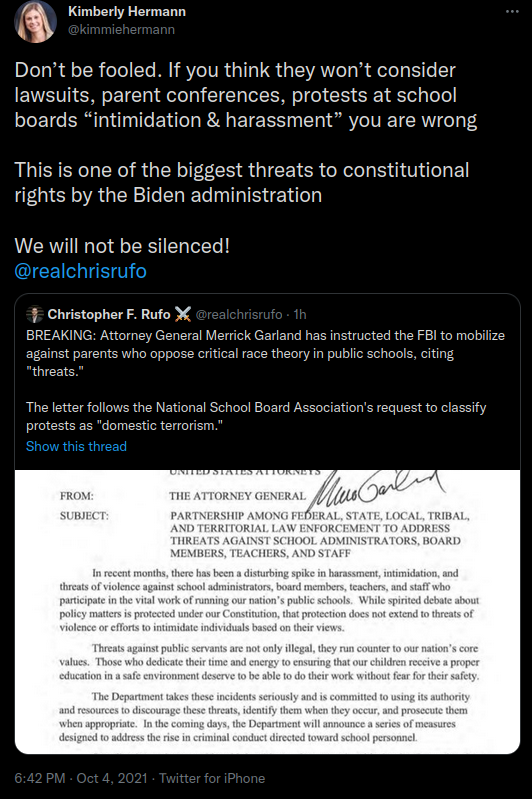 Kimberly Hermann
@kimmiehermann
Don’t be fooled. If you think they won’t consider
lawsuits, parent conferences, protests at school
boards “intimidation & harassment” you are wrong
This is one of the biggest threats to constitutional
rights by the Biden administration
We will not be silenced!
@realchrisrufo
Christopher F. Rufo ⚔️ @realchrisrufo · 1h
BREAKING: Attorney General Merrick Garland has instructed the FBI to mobilize
against parents who oppose critical race theory in public schools, citing
"threats."
The letter follows the National School Board Association's request to classify
protests as "domestic terrorism."
Show this thread
UNITED STATES ATTORNEYS
FROM: THE ATTORNEY GENERAL
SUBJECT: PARTNERSHIP AMONG FEDERAL, STATE, LOCAL, TRIBAL,
AND TERRITORIAL LAW ENFORCEMENT TO ADDRESS
THREATS AGAINST SCHOOL ADMINISTRATORS, BOARD
MEMBERS, TEACHERS, AND STAFF
In recent months, there has been a disturbing spike in harassment, intimidation, and
threats of violence against school administrators, board members, teachers, and staff who
participate in the vital work of running our nation's public schools. While spirited debate about
policy matters is protected under our Constitution, that protection does not extend to threats of
violence or efforts to intimidate individuals based on their views.
Threats against public servants are not only illegal, they run counter to our nation's core
values. Those who dedicate their time and energy to ensuring that our children receive a proper
education in a safe environment deserve to be able to do their work without fear for their safety.
The Department takes these incidents seriously and is committed to using its authority
and resources to discourage these threats, identify them when they occur, and prosecute them
when appropriate. In the coming days, the Department will announce a series of measures
designed to address the rise in criminal conduct directed toward school personnel.
6:42 PM · Oct 4, 2021 · Twitter for iPhone